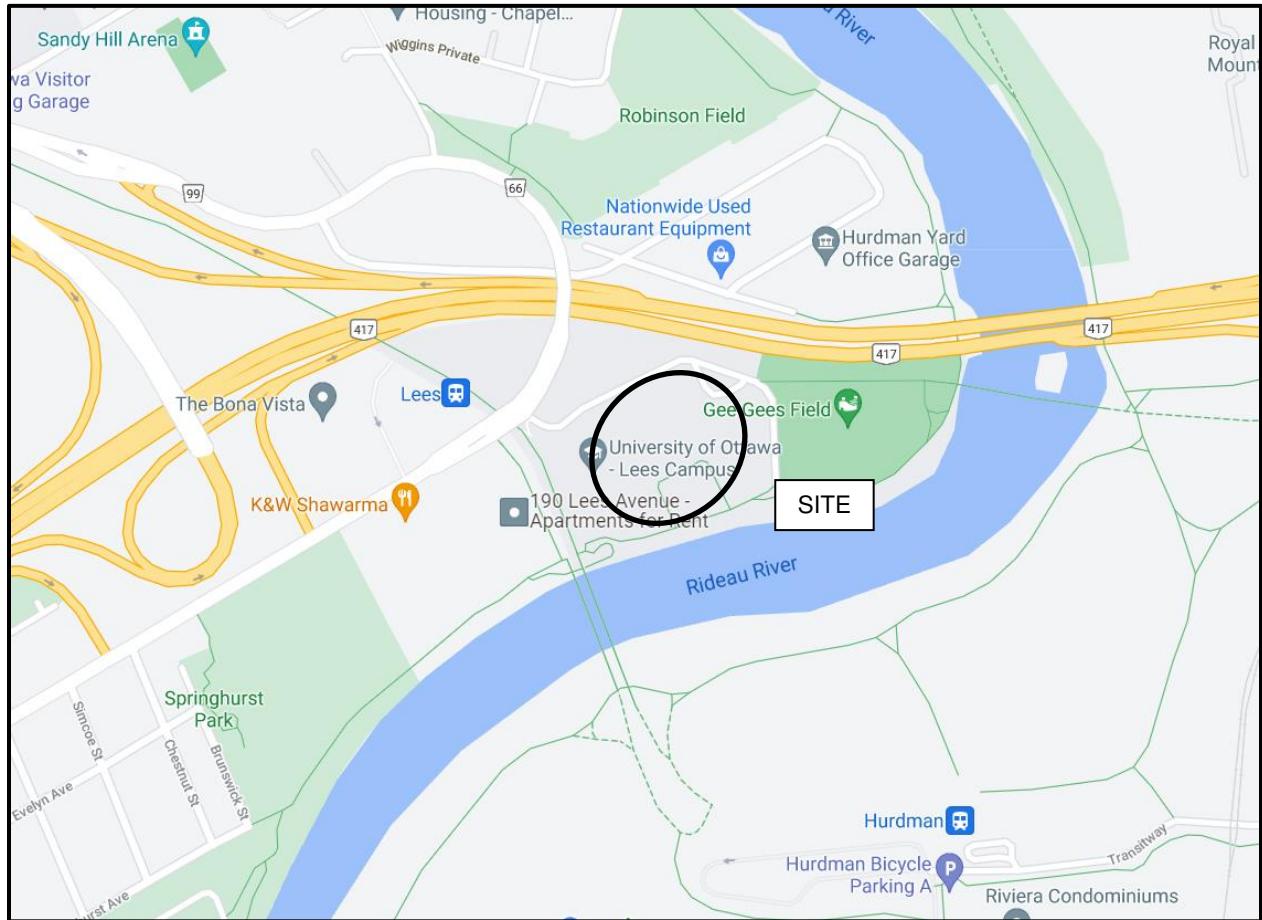 Housing - Chapel...
Sandy Hill Arena
Wiggins Private
River
Royal
Mount
wa Visitor
g Garage
Robinson Field
99
66
Nationwide Used
Restaurant Equipment
Hurdman Yard
Office Garage
417
417
417
The Bona Vista
Lees
Gee Gees Field
University of Ottawa
- Lees Campus
K&W Shawarma
190 Lees Avenue -
Apartments for Rent
SITE
Rideau River
Springhurst
Park
Simcoe St
Chestnut St
Brunswick St
Evelyn Ave
Hurdman
Transitway
Hurdman Bicycle
Parking A
P
Riviera Condominiums
urst Ave